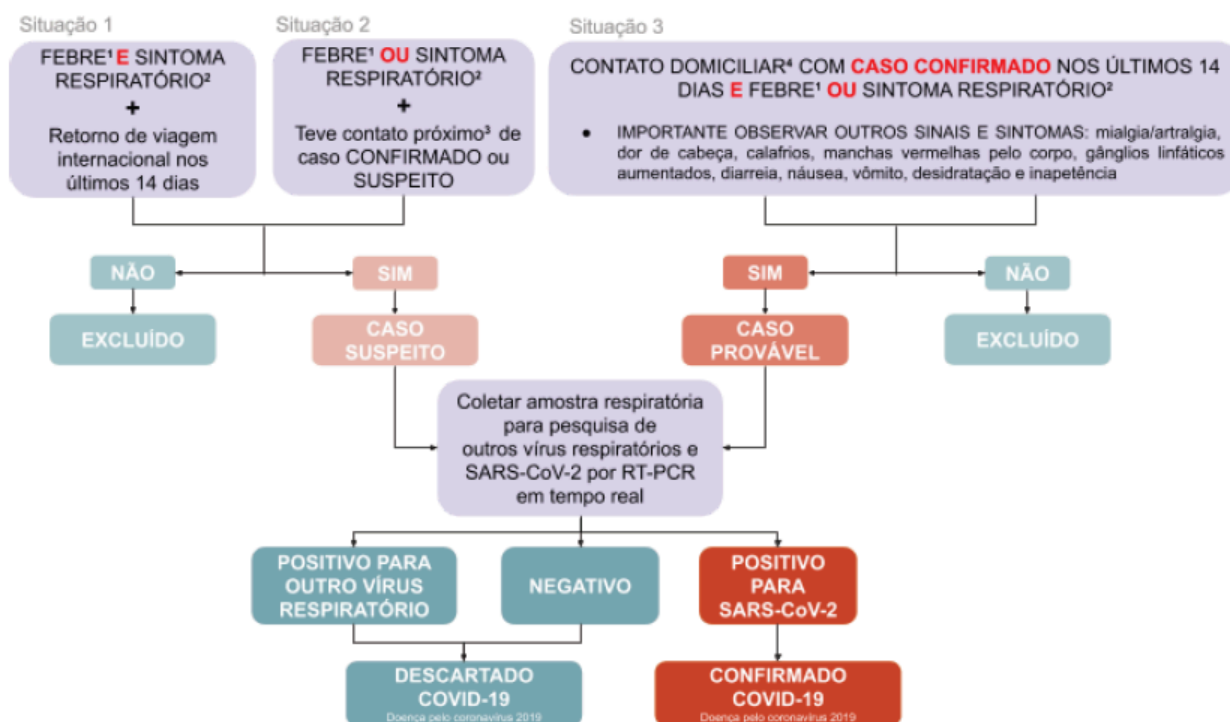 Situação 1
FEBRE¹ E SINTOMA
RESPIRATÓRIO²
+
Retorno de viagem
internacional nos
últimos 14 dias
Situação 2
FEBRE¹ OU SINTOMA
RESPIRATÓRIO²
+
Teve contato próximo³ de
caso CONFIRMADO ou
SUSPEITO
Situação 3
CONTATO DOMICILIAR⁴ COM CASO CONFIRMADO NOS ÚLTIMOS 14
DIAS E FEBRE¹ OU SINTOMA RESPIRATÓRIO²
• IMPORTANTE OBSERVAR OUTROS SINAIS E SINTOMAS: mialgia/artralgia,
dor de cabeça, calafrios, manchas vermelhas pelo corpo, gânglios linfáticos
aumentados, diarreia, náusea, vômito, desidratação e inapetência
NÃO
SIM
SIM
NÃO
EXCLUÍDO
CASO
SUSPEITO
CASO
PROVÁVEL
EXCLUÍDO
Coletar amostra respiratória
para pesquisa de
outros vírus respiratórios e
SARS-CoV-2 por RT-PCR
em tempo real
POSITIVO PARA
OUTRO VÍRUS
RESPIRATÓRIO
NEGATIVO
POSITIVO
PARA
SARS-CoV-2
DESCARTADO
COVID-19
Doença pelo coronavírus 2019
CONFIRMADO
COVID-19
Doença pelo coronavírus 2019